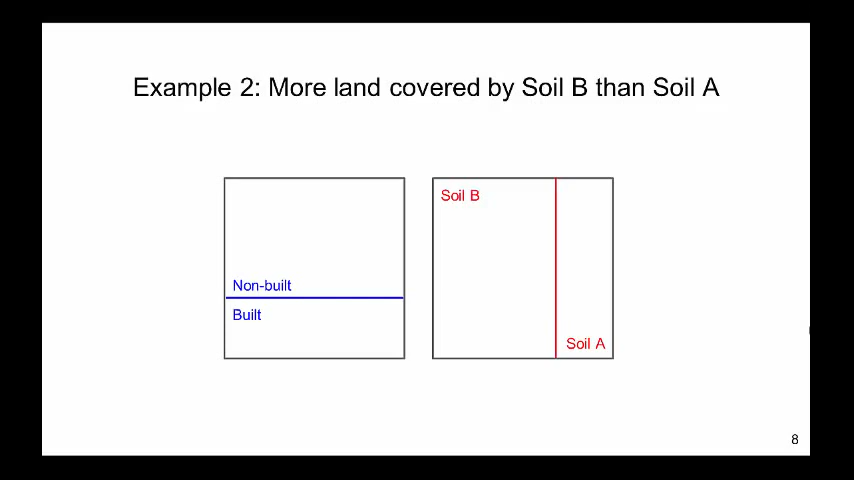 Example 2: More land covered by Soil B than Soil A
Non-built
Built
Soil B
Soil A
8